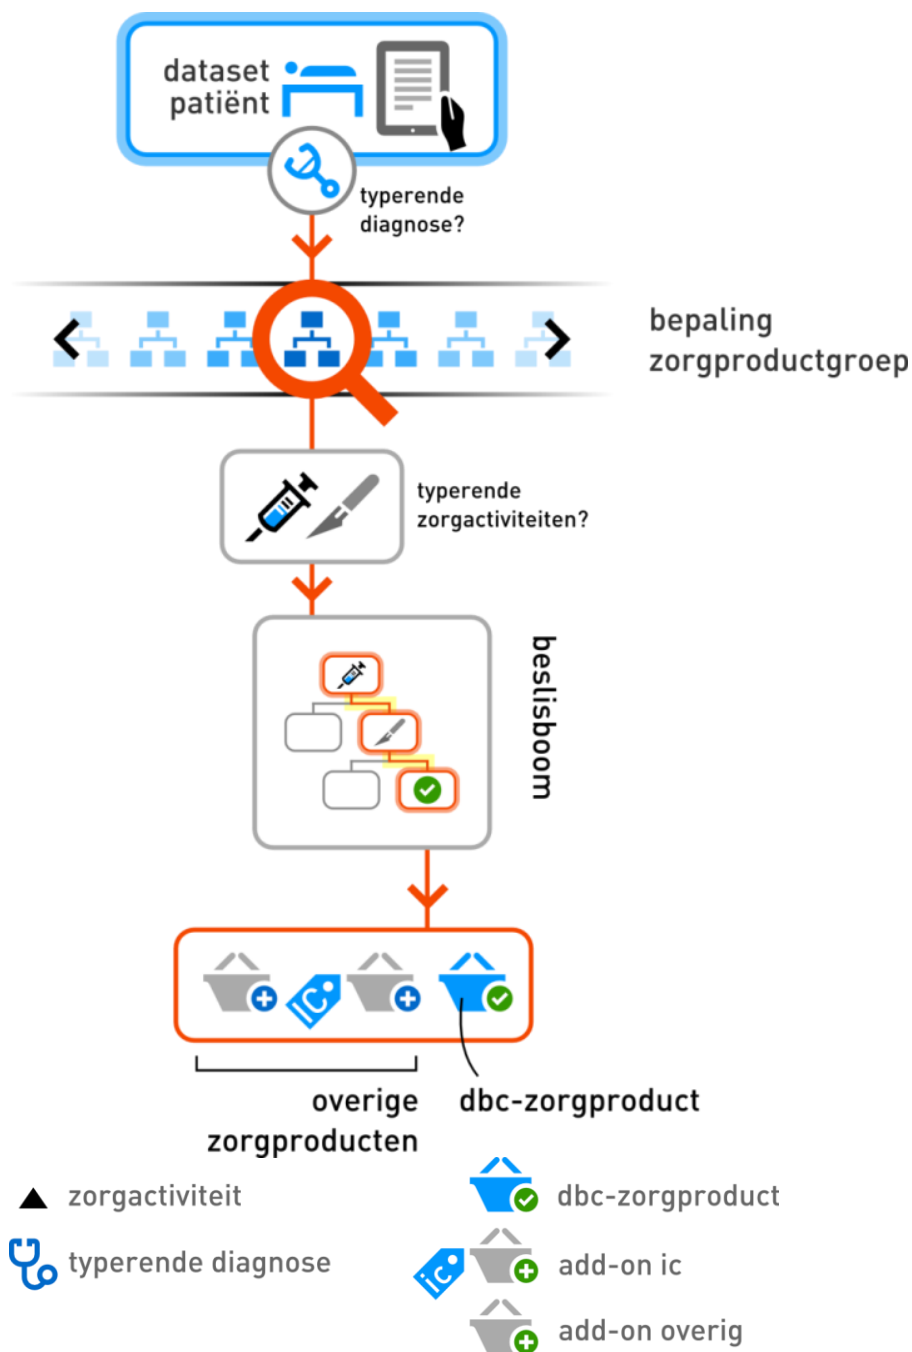 dataset
patiënt
typerende
diagnose?
bepaling
zorgproductgroep
typerende
zorgactiviteiten?
beslisboom
IC
overige
zorgproducten
dbc-zorgproduct
zorgactiviteit
dbc-zorgproduct
typerende diagnose
ic
add-on ic
add-on overig